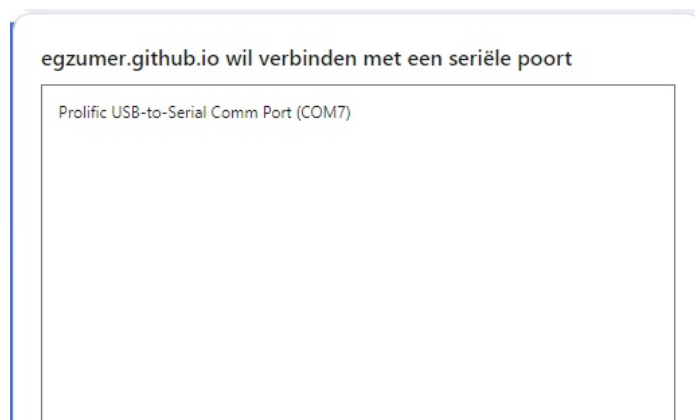 egzumer.github.io wil verbinden met een seriële poort
Prolific USB-to-Serial Comm Port (COM7)